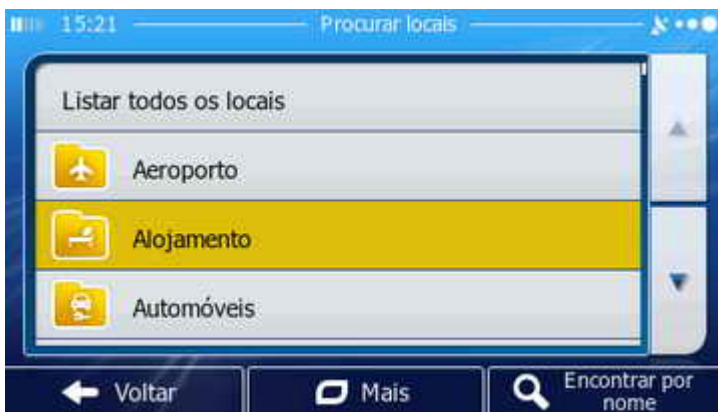 15:21 Procurar locais
Listar todos os locais
Aeroporto
Alojamento
Automóveis
Voltar
Mais
Encontrar por
nome